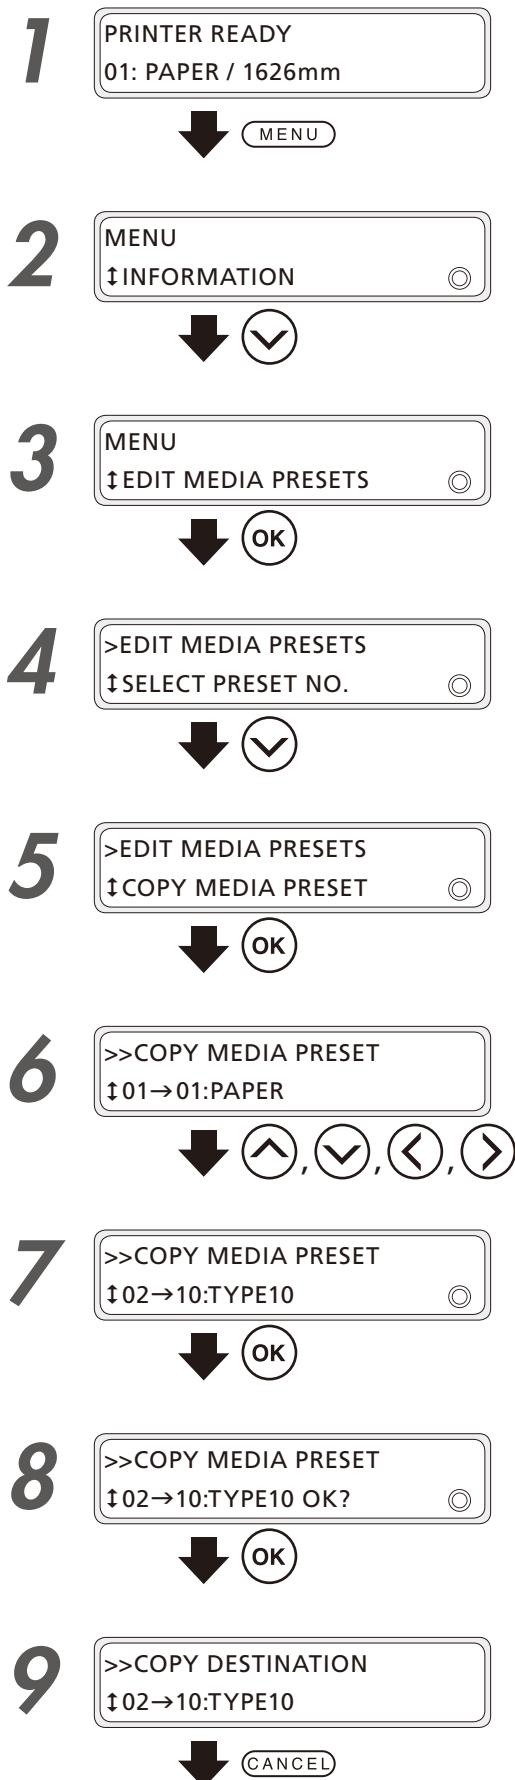 1
PRINTER READY
01: PAPER / 1626mm
MENU
2
MENU
↕INFORMATION ◎
3
MENU
↕EDIT MEDIA PRESETS ◎
OK
4
>EDIT MEDIA PRESETS
↕SELECT PRESET NO. ◎
5
>EDIT MEDIA PRESETS
↕COPY MEDIA PRESET ◎
OK
6
>>COPY MEDIA PRESET
↕01→01:PAPER
, , ,
7
>>COPY MEDIA PRESET
↕02→10:TYPE10 ◎
OK
8
>>COPY MEDIA PRESET
↕02→10:TYPE10 OK? ◎
OK
9
>>COPY DESTINATION
↕02→10:TYPE10
CANCEL